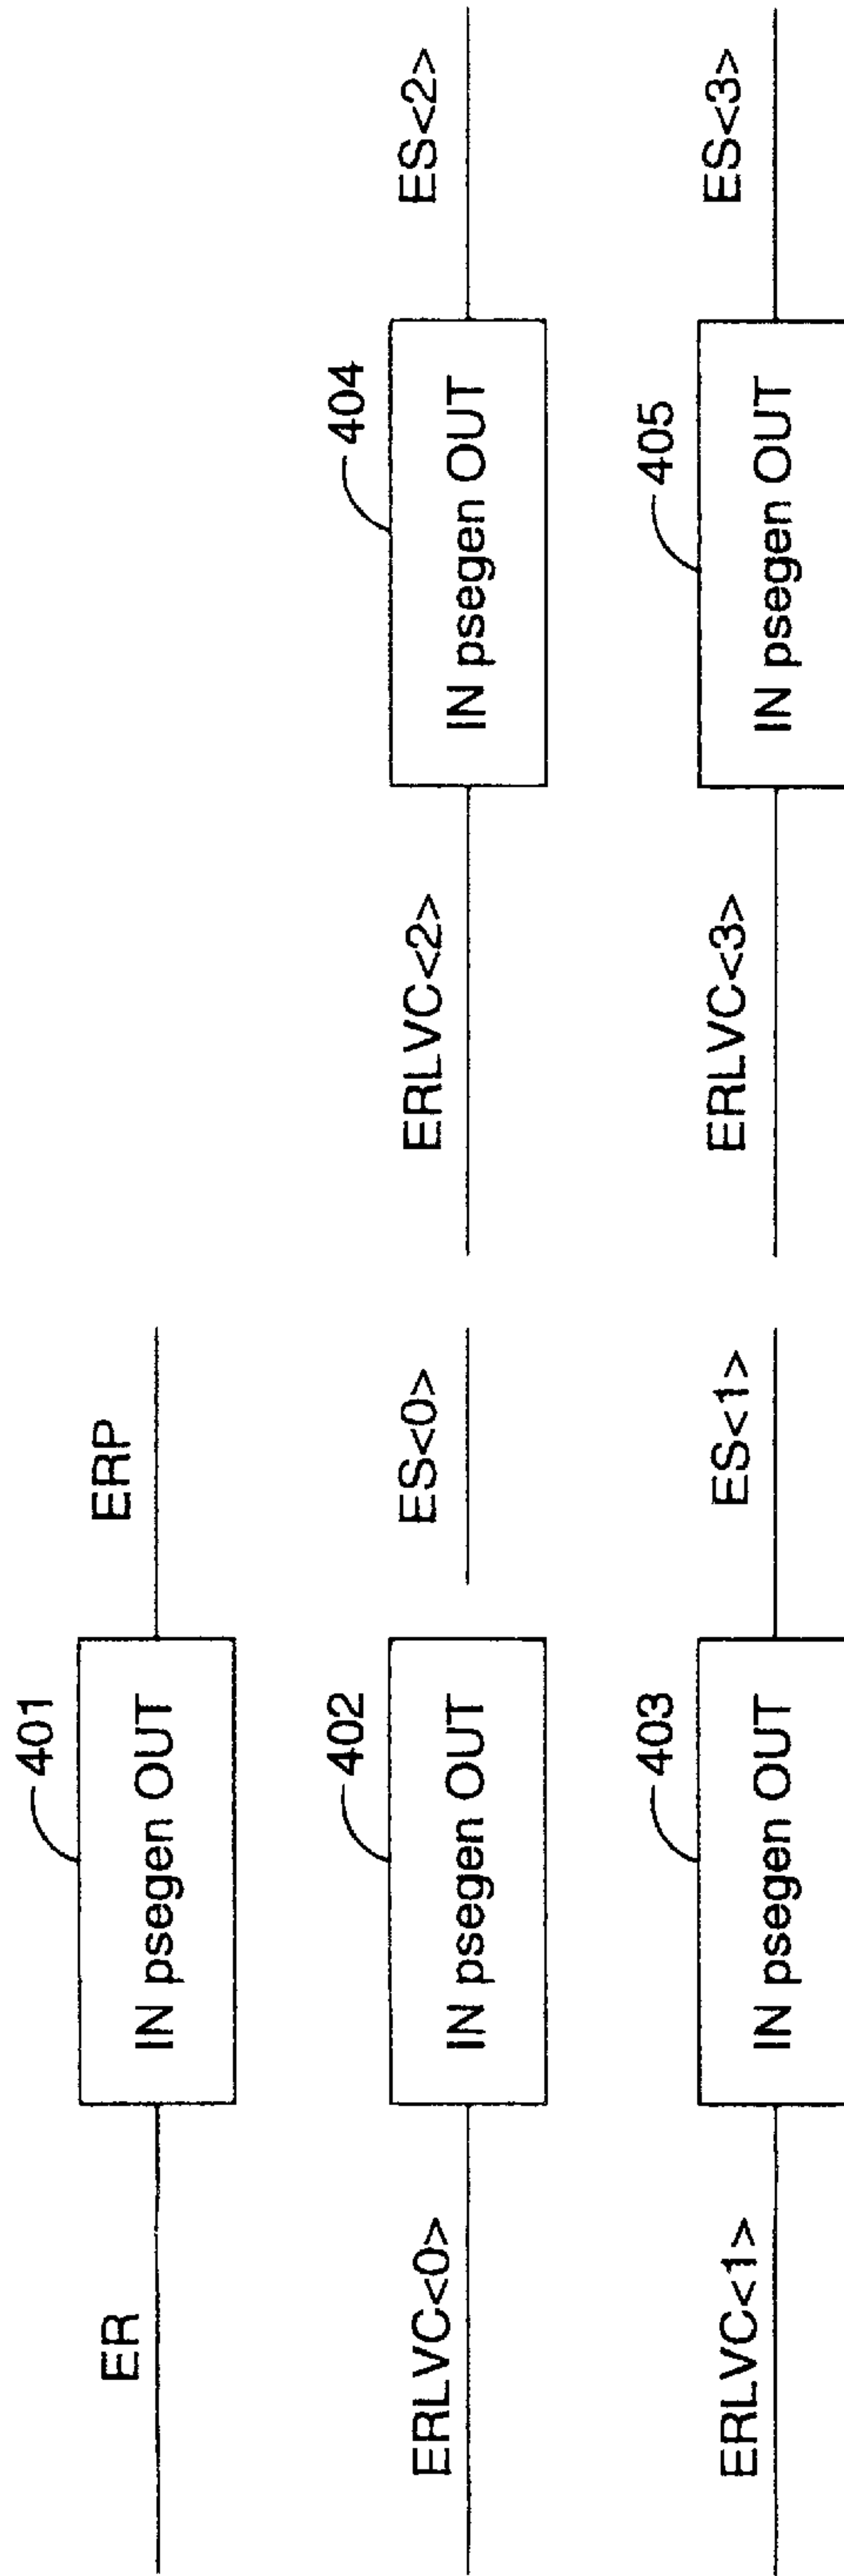 401
ER
IN psegen OUT
ERP
402
ERLVC<0>
IN psegen OUT
ES<0>
403
ERLVC<1>
IN psegen OUT
ES<1>
404
ERLVC<2>
IN psegen OUT
ES<2>
405
ERLVC<3>
IN psegen OUT
ES<3>